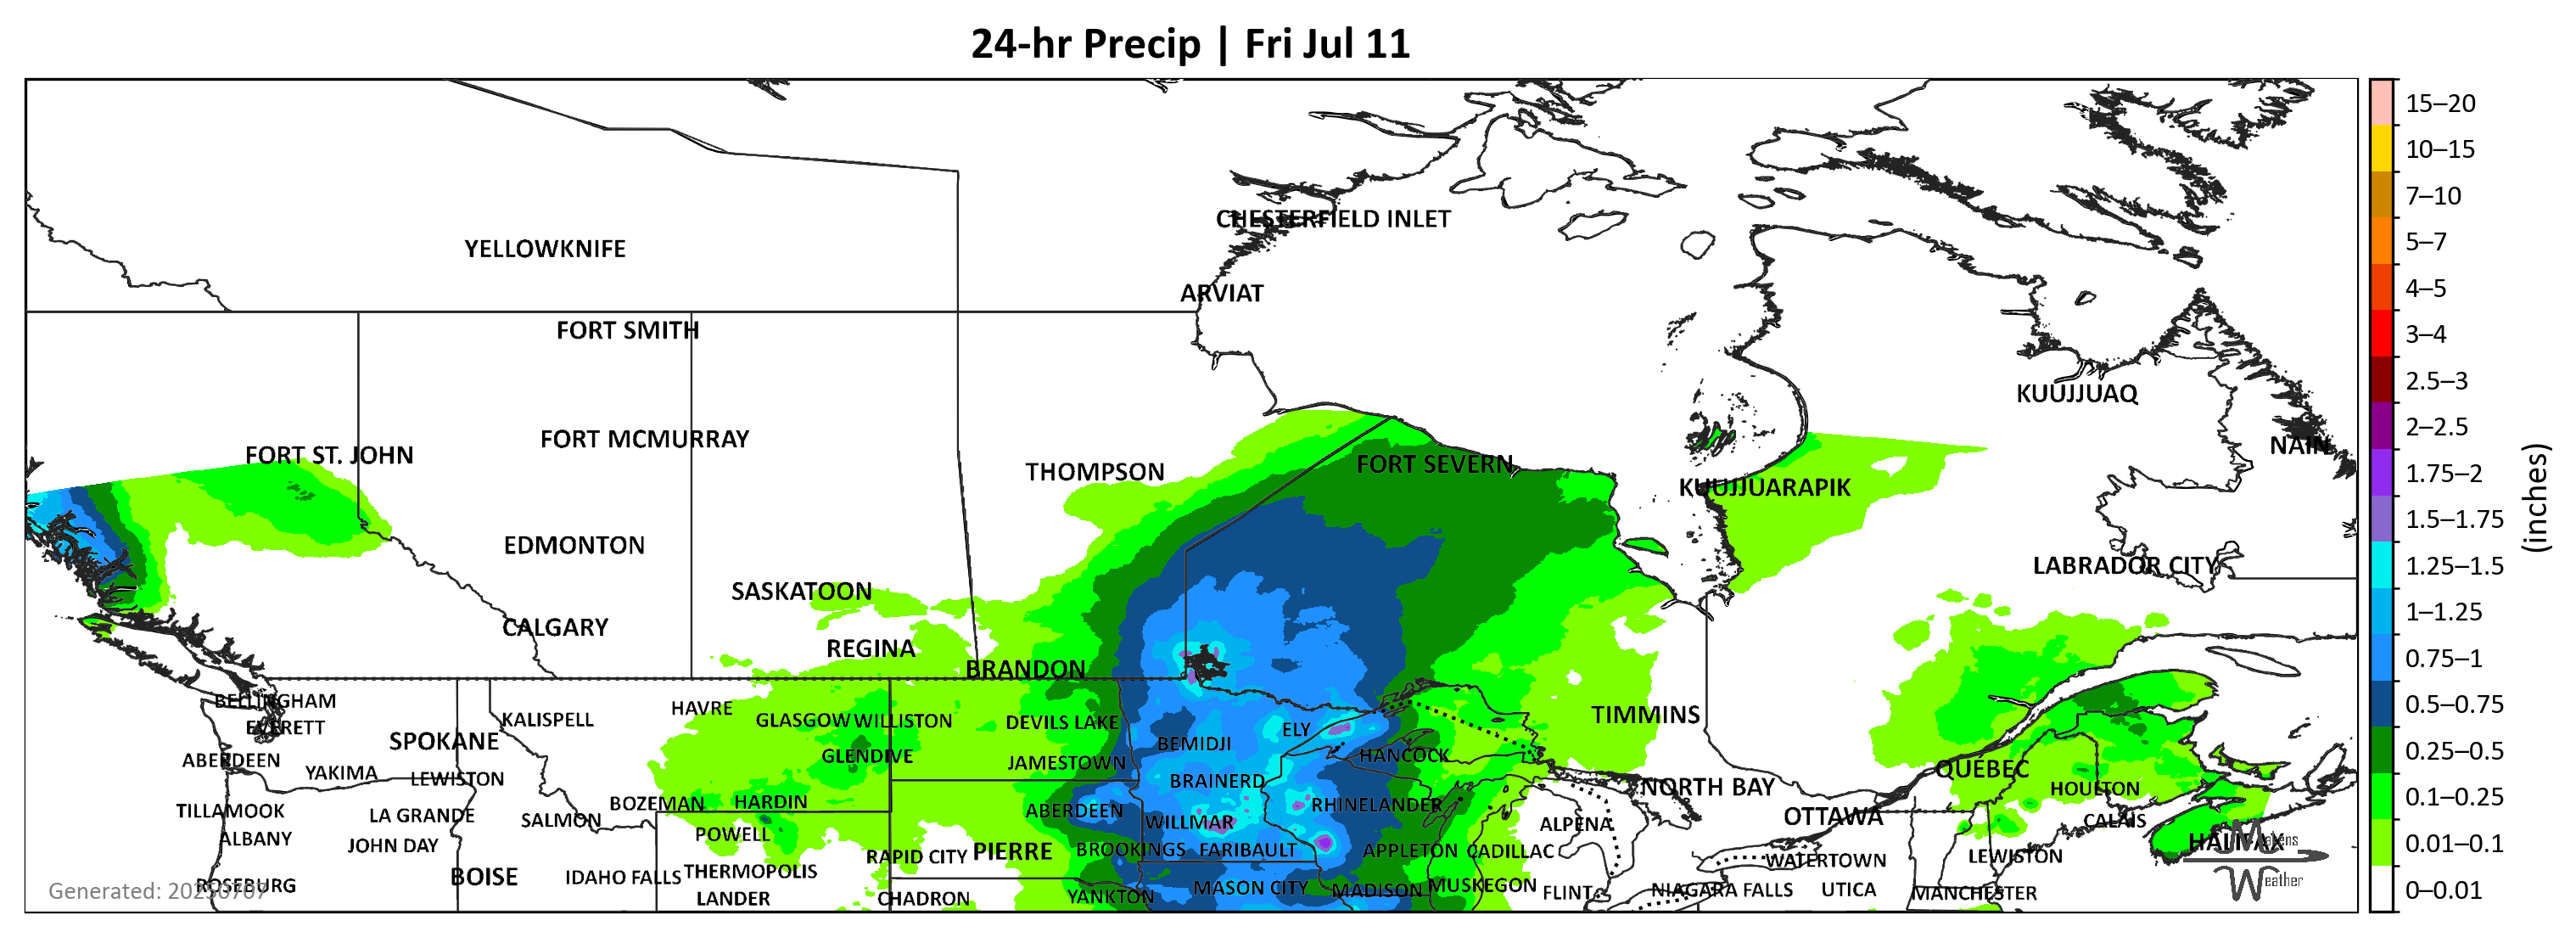 24-hr Precip | Fri Jul 11
CHESTERFIELD INLET
YELLOWKNIFE
ARVIAT
FORT SMITH
KUUJJUAQ
FORT MCMURRAY
NAIN
FORT ST. JOHN
FORT SEVERN
THOMPSON
KUUJJUARAPIK
EDMONTON
LABRADOR CITY
SASKATOON
CALGARY
REGINA
BRANDON
BELLINGHAM
HAVRE
TIMMINS
KALISPELL
GLASGOW WILLISTON
DEVILS LAKE
EVERETT
ELY
SPOKANE
BEMIDJI
GLENDIVE
HANCOCK
ABERDEEN
JAMESTOWN
QUÉBEC
YAKIMA
LEWISTON
BRAINERD
NORTH BAY
HOULTON
BOZEMAN
HARDIN
RHINELANDER
TILLAMOOK
LA GRANDE
SALMON
ABERDEEN
WILLMAR
ALPENA
OTTAWA
CALAIS
ALBANY
JOHN DAY
POWELL
HALIFAX
RAPID CITY
PIERRE
BROOKINGS
FARIBAULT
APPLETON
CADILLAC
WATERTOWN
LEWISTON
BOISE
IDAHO FALLS
THERMOPOLIS
ROSEBURG
MASON CITY
MADISON
MUSKEGON
FLINT
NIAGARA FALLS
UTICA
MANCHESTER
LANDER
CHADRON
YANKTON
Generated: 20250707
Weather
15–20
10–15
7–10
5–7
4–5
3–4
2.5–3
2–2.5
1.75–2
1.5–1.75
1.25–1.5
1–1.25
0.75–1
0.5–0.75
0.25–0.5
0.1–0.25
0.01–0.1
0–0.01
(inches)